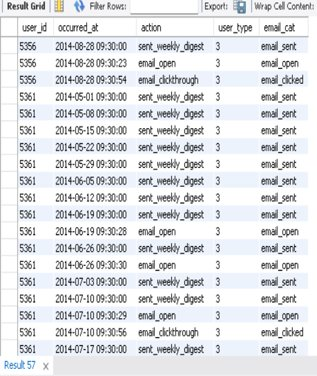 Result Grid Filter Rows: Export: Wrap Cell Content:
user_id occurred_at action user_type email_cat
5356 2014-08-28 09:30:00 sent_weekly_digest 3 email_sent
5356 2014-08-28 09:30:23 email_open 3 email_open
5356 2014-08-28 09:30:54 email_clickthrough 3 email_clicked
5361 2014-05-01 09:30:00 sent_weekly_digest 3 email_sent
5361 2014-05-08 09:30:00 sent_weekly_digest 3 email_sent
5361 2014-05-15 09:30:00 sent_weekly_digest 3 email_sent
5361 2014-05-22 09:30:00 sent_weekly_digest 3 email_sent
5361 2014-05-29 09:30:00 sent_weekly_digest 3 email_sent
5361 2014-06-05 09:30:00 sent_weekly_digest 3 email_sent
5361 2014-06-12 09:30:00 sent_weekly_digest 3 email_sent
5361 2014-06-19 09:30:00 sent_weekly_digest 3 email_sent
5361 2014-06-19 09:30:28 email_open 3 email_open
5361 2014-06-26 09:30:00 sent_weekly_digest 3 email_sent
5361 2014-06-26 09:30:30 email_open 3 email_open
5361 2014-07-03 09:30:00 sent_weekly_digest 3 email_sent
5361 2014-07-10 09:30:00 sent_weekly_digest 3 email_sent
5361 2014-07-10 09:30:29 email_open 3 email_open
5361 2014-07-10 09:30:56 email_clickthrough 3 email_clicked
5361 2014-07-17 09:30:00 sent_weekly_digest 3 email_sent
Result 57